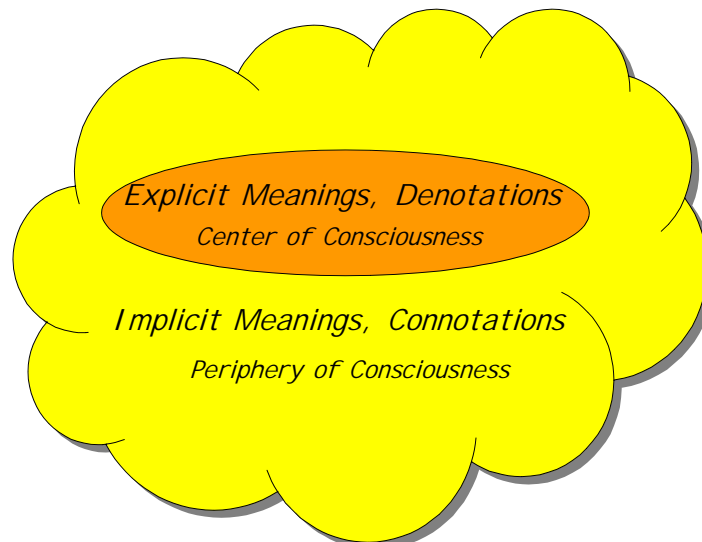 Explicit Meanings, Denotations
Center of Consciousness
Implicit Meanings, Connotations
Periphery of Consciousness